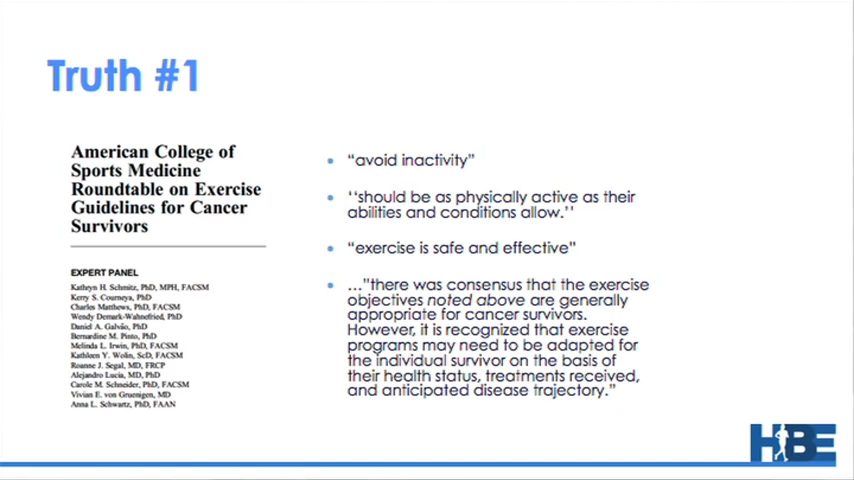 Truth #1
American College of
Sports Medicine
Roundtable on Exercise
Guidelines for Cancer
Survivors
EXPERT PANEL
Kathryn H. Schmitz, PhD, MPH, FACSM
Kerry S. Courneya, PhD
Charles Matthews, PhD, FACSM
Wendy Demark-Wahnefried, PhD
Daniel A. Galvão, PhD
Bernardine M. Pinto, PhD
Melinda L. Irwin, PhD, FACSM
Kathleen Y. Wolin, ScD, FACSM
Roanne J. Segal, MD, FRCP
Alejandro Lucia, MD, PhD
Carole M. Schneider, PhD, FACSM
Vivian E. von Gruenigen, MD
Anna L. Schwartz, PhD, FAAN
• “avoid inactivity”
• ‘‘should be as physically active as their
abilities and conditions allow.’’
• “exercise is safe and effective”
• …”there was consensus that the exercise
objectives noted above are generally
appropriate for cancer survivors.
However, it is recognized that exercise
programs may need to be adapted for
the individual survivor on the basis of
their health status, treatments received,
and anticipated disease trajectory.”
HBE